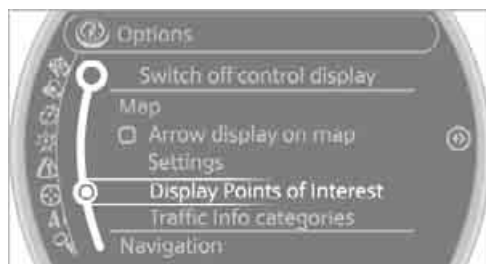 Options
Switch off control display
Map
Arrow display on map
Settings
Display Points of Interest
Traffic Info categories
Navigation